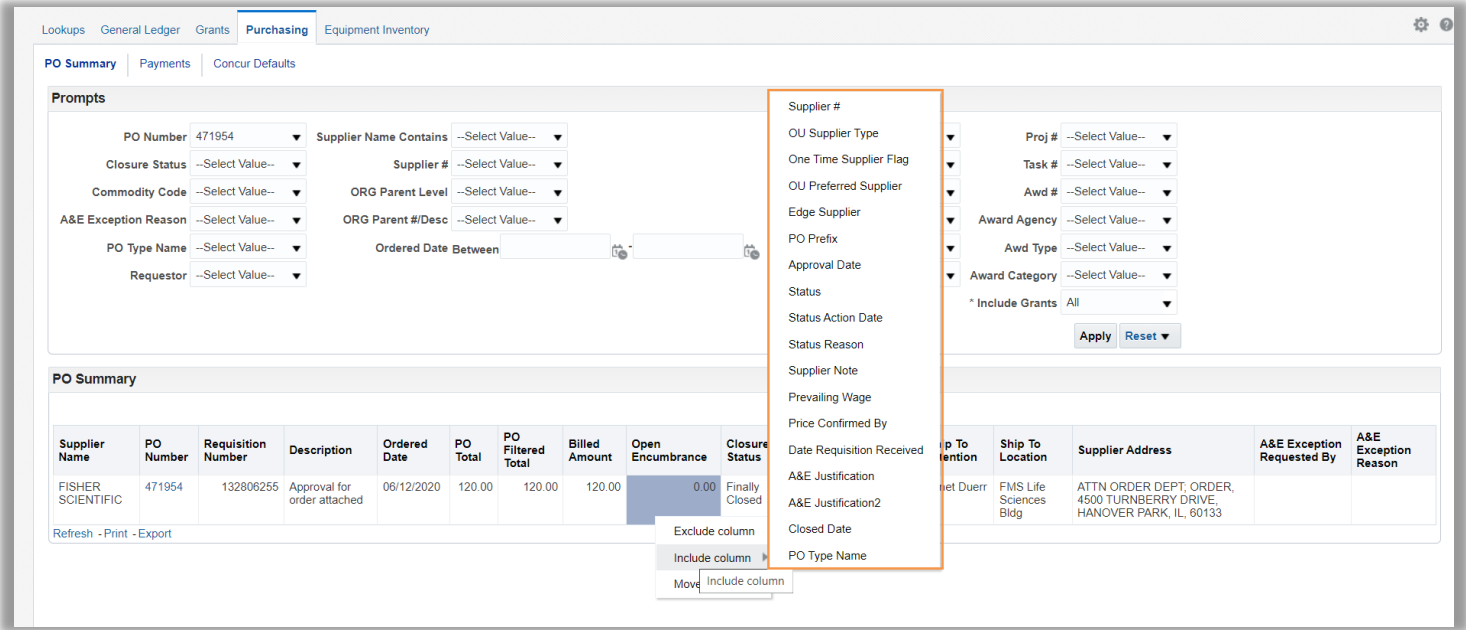 Lookups General Ledger Grants Purchasing Equipment Inventory
PO Summary Payments Concur Defaults
Prompts
PO Number 471954 Supplier Name Contains --Select Value-- Proj # --Select Value--
Closure Status --Select Value-- Supplier # --Select Value-- Task # --Select Value--
Commodity Code --Select Value-- ORG Parent Level --Select Value-- Awd # --Select Value--
A&E Exception Reason --Select Value-- ORG Parent #/Desc --Select Value-- Award Agency --Select Value--
PO Type Name --Select Value-- Ordered Date Between - Awd Type --Select Value--
Requestor --Select Value-- Award Category --Select Value--
* Include Grants All
Apply Reset
Supplier #
OU Supplier Type
One Time Supplier Flag
OU Preferred Supplier
Edge Supplier
PO Prefix
Approval Date
Status
Status Action Date
Status Reason
Supplier Note
Prevailing Wage
Price Confirmed By
Date Requisition Received
A&E Justification
A&E Justification2
Closed Date
PO Type Name
PO Summary
Supplier Name PO Number Requisition Number Description Ordered Date PO Total PO Filtered Total Billed Amount Open Encumbrance Closure Status p To tention Ship To Location Supplier Address A&E Exception Requested By A&E Exception Reason
FISHER SCIENTIFIC 471954 132806255 Approval for order attached 06/12/2020 120.00 120.00 120.00 0.00 Finally Closed net Duerr FMS Life Sciences Bldg ATTN ORDER DEPT; ORDER, 4500 TURNBERRY DRIVE, HANOVER PARK, IL, 60133
Refresh - Print - Export
Exclude column
Include column
Move
Include column